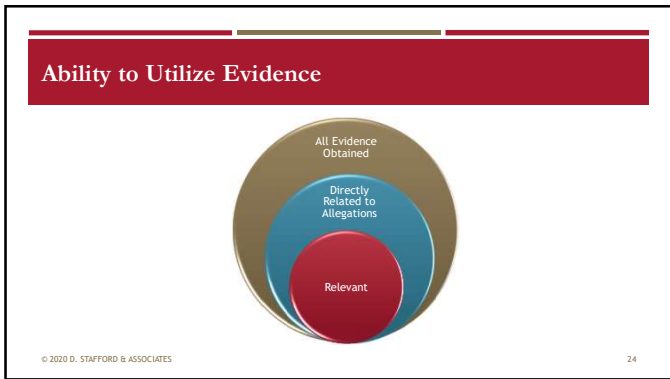 Ability to Utilize Evidence
All Evidence
Obtained
Directly
Related to
Allegations
Relevant
© 2020 D. STAFFORD & ASSOCIATES
24